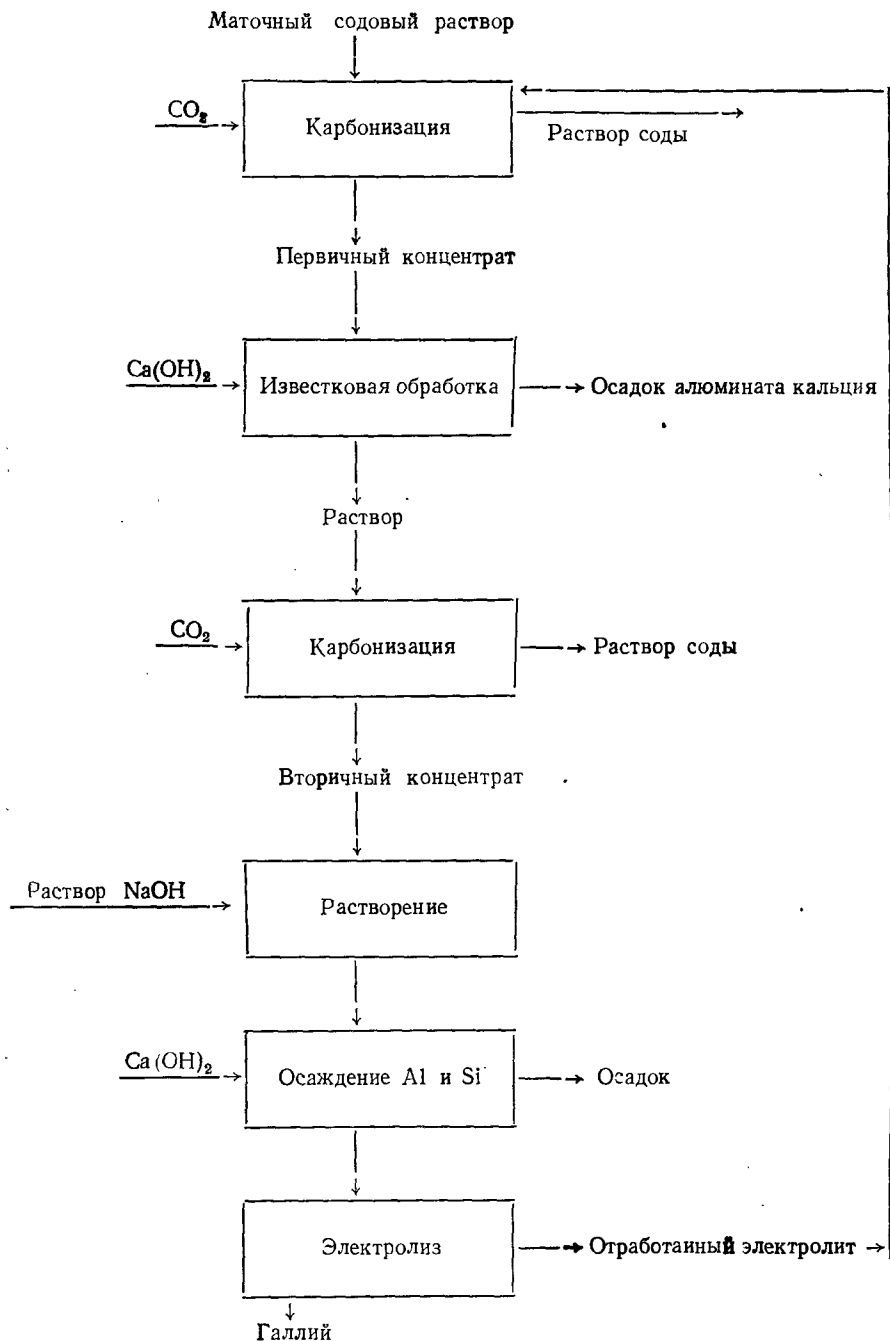 Маточный содовый раствор
CO₂
Карбонизация
Раствор соды
Первичный концентрат
Ca(OH)₂
Известковая обработка
Осадок алюмината кальция
Раствор
CO₂
Карбонизация
Раствор соды
Вторичный концентрат
Раствор NaOH
Растворение
Ca(OH)₂
Осаждение Al и Si
Осадок
Электролиз
Отработанный электролит
Галлий